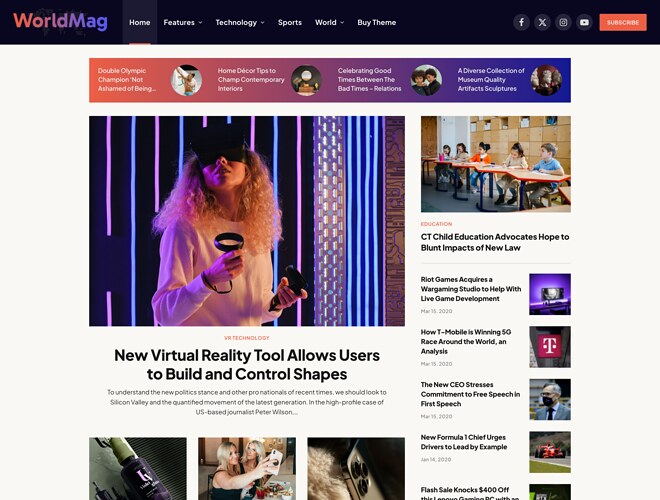 WorldMag
Home
Features
Technology
Sports
World
Buy Theme
SUBSCRIBE
Double Olympic
Champion 'Not
Ashamed of Being...
Home Décor Tips to
Champ Contemporary
Interiors
Celebrating Good
Times Between The
Bad Times – Relations
A Diverse Collection of
Museum Quality
Artifacts Sculptures
VR TECHNOLOGY
New Virtual Reality Tool Allows Users
to Build and Control Shapes
To understand the new politics stance and other pro nationals of recent times, we should look to
Silicon Valley and the quantified movement of the latest generation. In the high-profile case of
US-based journalist Peter Wilson,...
EDUCATION
CT Child Education Advocates Hope to
Blunt Impacts of New Law
Riot Games Acquires a
Wargaming Studio to Help With
Live Game Development
Mar 15, 2020
How T-Mobile is Winning 5G
Race Around the World, an
Analysis
Mar 15, 2020
The New CEO Stresses
Commitment to Free Speech in
First Speech
Mar 15, 2020
New Formula 1 Chief Urges
Drivers to Lead by Example
Jan 14, 2020
Flash Sale Knocks $400 Off
this Lenovo Gaming PC with an